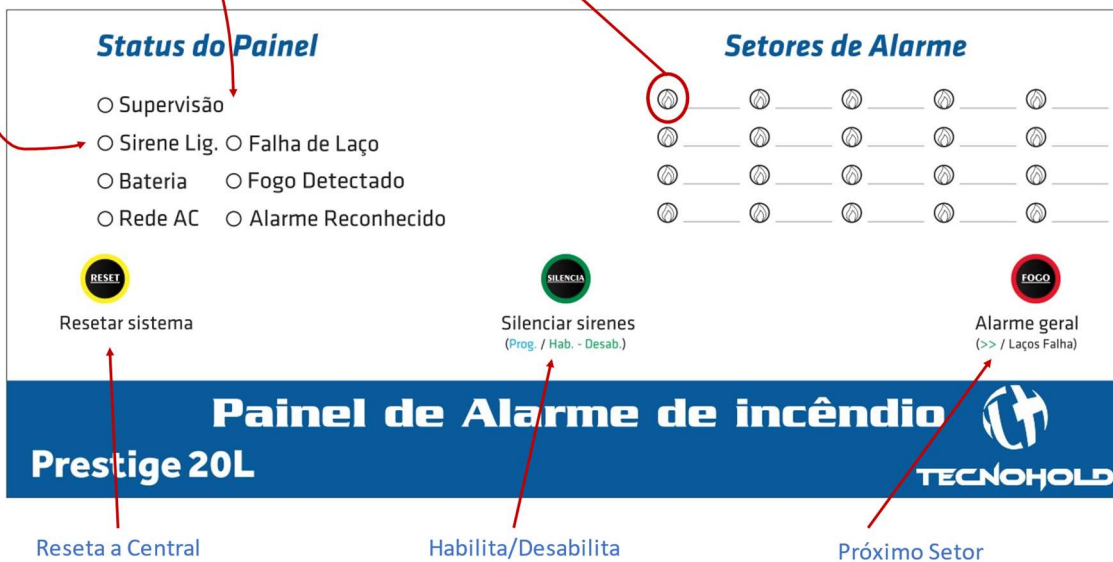 Status do Painel
Setores de Alarme
Supervisão
Sirene Lig.
Falha de Laço
Bateria
Fogo Detectado
Rede AC
Alarme Reconhecido
RESET
SILENCIA
FOGO
Resetar sistema
Silenciar sirenes
(Prog. / Hab. - Desab.)
Alarme geral
(>> / Laços Falha)
Painel de Alarme de incêndio
Prestige 20L
TECNOHOLD
Reseta a Central
Habilita/Desabilita
Próximo Setor